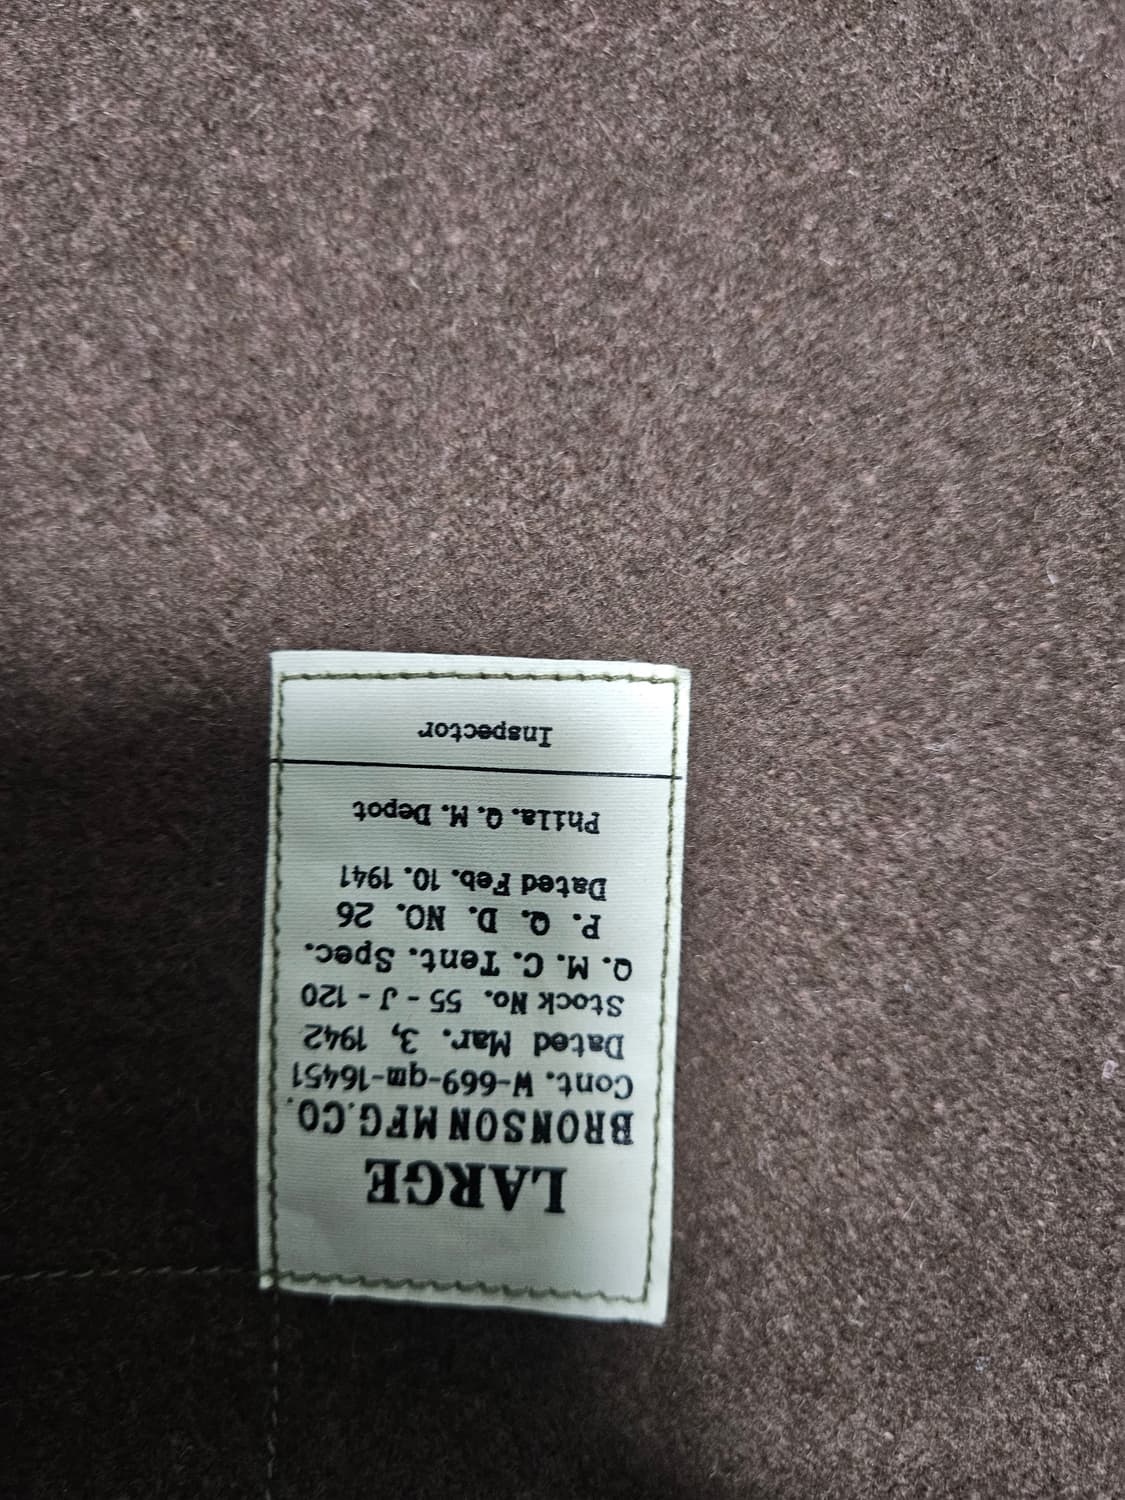 LARGE
BRONSON MFG.CO.
Cont. W-669-qm-16451
Dated Mar. 3, 1942
Stock No. 55 - J - 120
Q. M. C. Tent. Spec.
P. Q. D. NO. 26
Dated Feb. 10. 1941
Phila. Q. M. Depot
Inspector